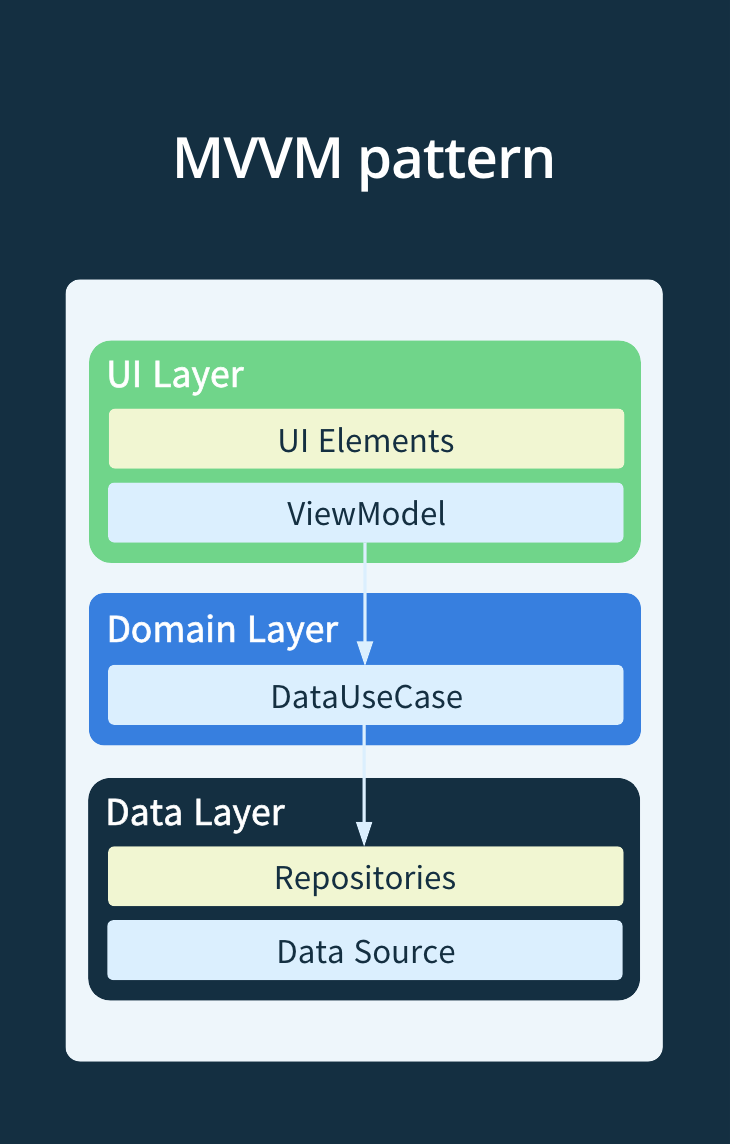 MVVM pattern
UI Layer
UI Elements
ViewModel
Domain Layer
DataUseCase
Data Layer
Repositories
Data Source